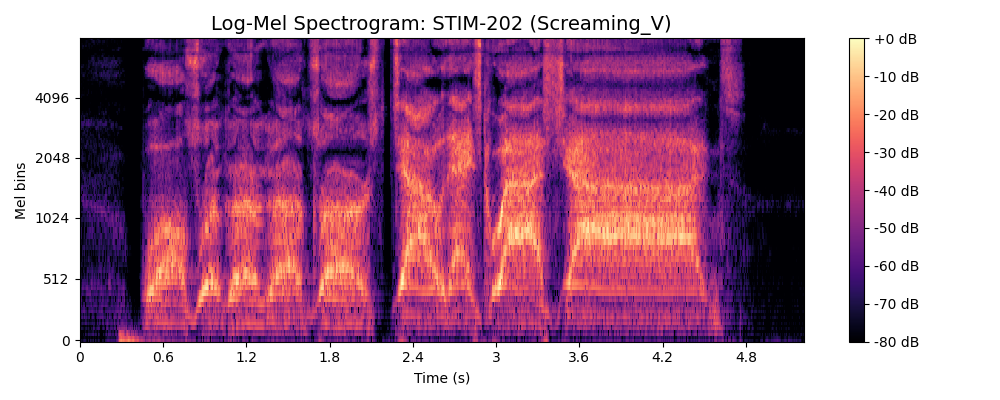 Log-Mel Spectrogram: STIM-202 (Screaming_V)
Mel bins
4096
2048
1024
512
0
0 0.6 1.2 1.8 2.4 3 3.6 4.2 4.8
Time (s)
+0 dB
-10 dB
-20 dB
-30 dB
-40 dB
-50 dB
-60 dB
-70 dB
-80 dB